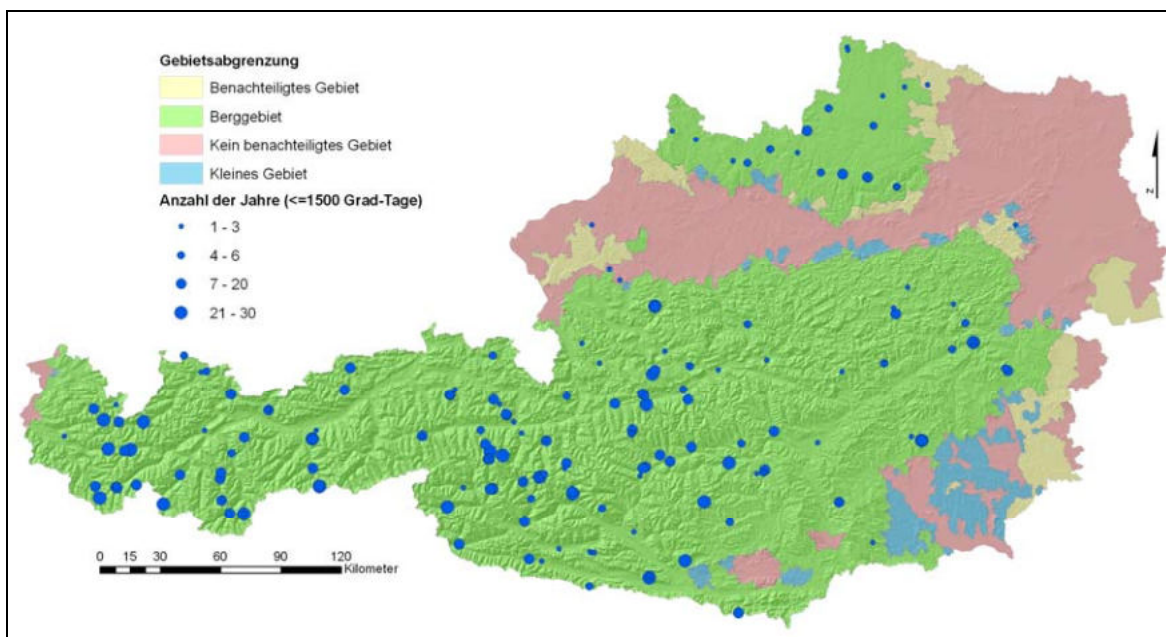 Gebietsabgrenzung
Benachteiligtes Gebiet
Berggebiet
Kein benachteiligtes Gebiet
Kleines Gebiet
Anzahl der Jahre (<=1500 Grad-Tage)
1 - 3
4 - 6
7 - 20
21 - 30
N
0 15 30 60 90 120
Kilometer